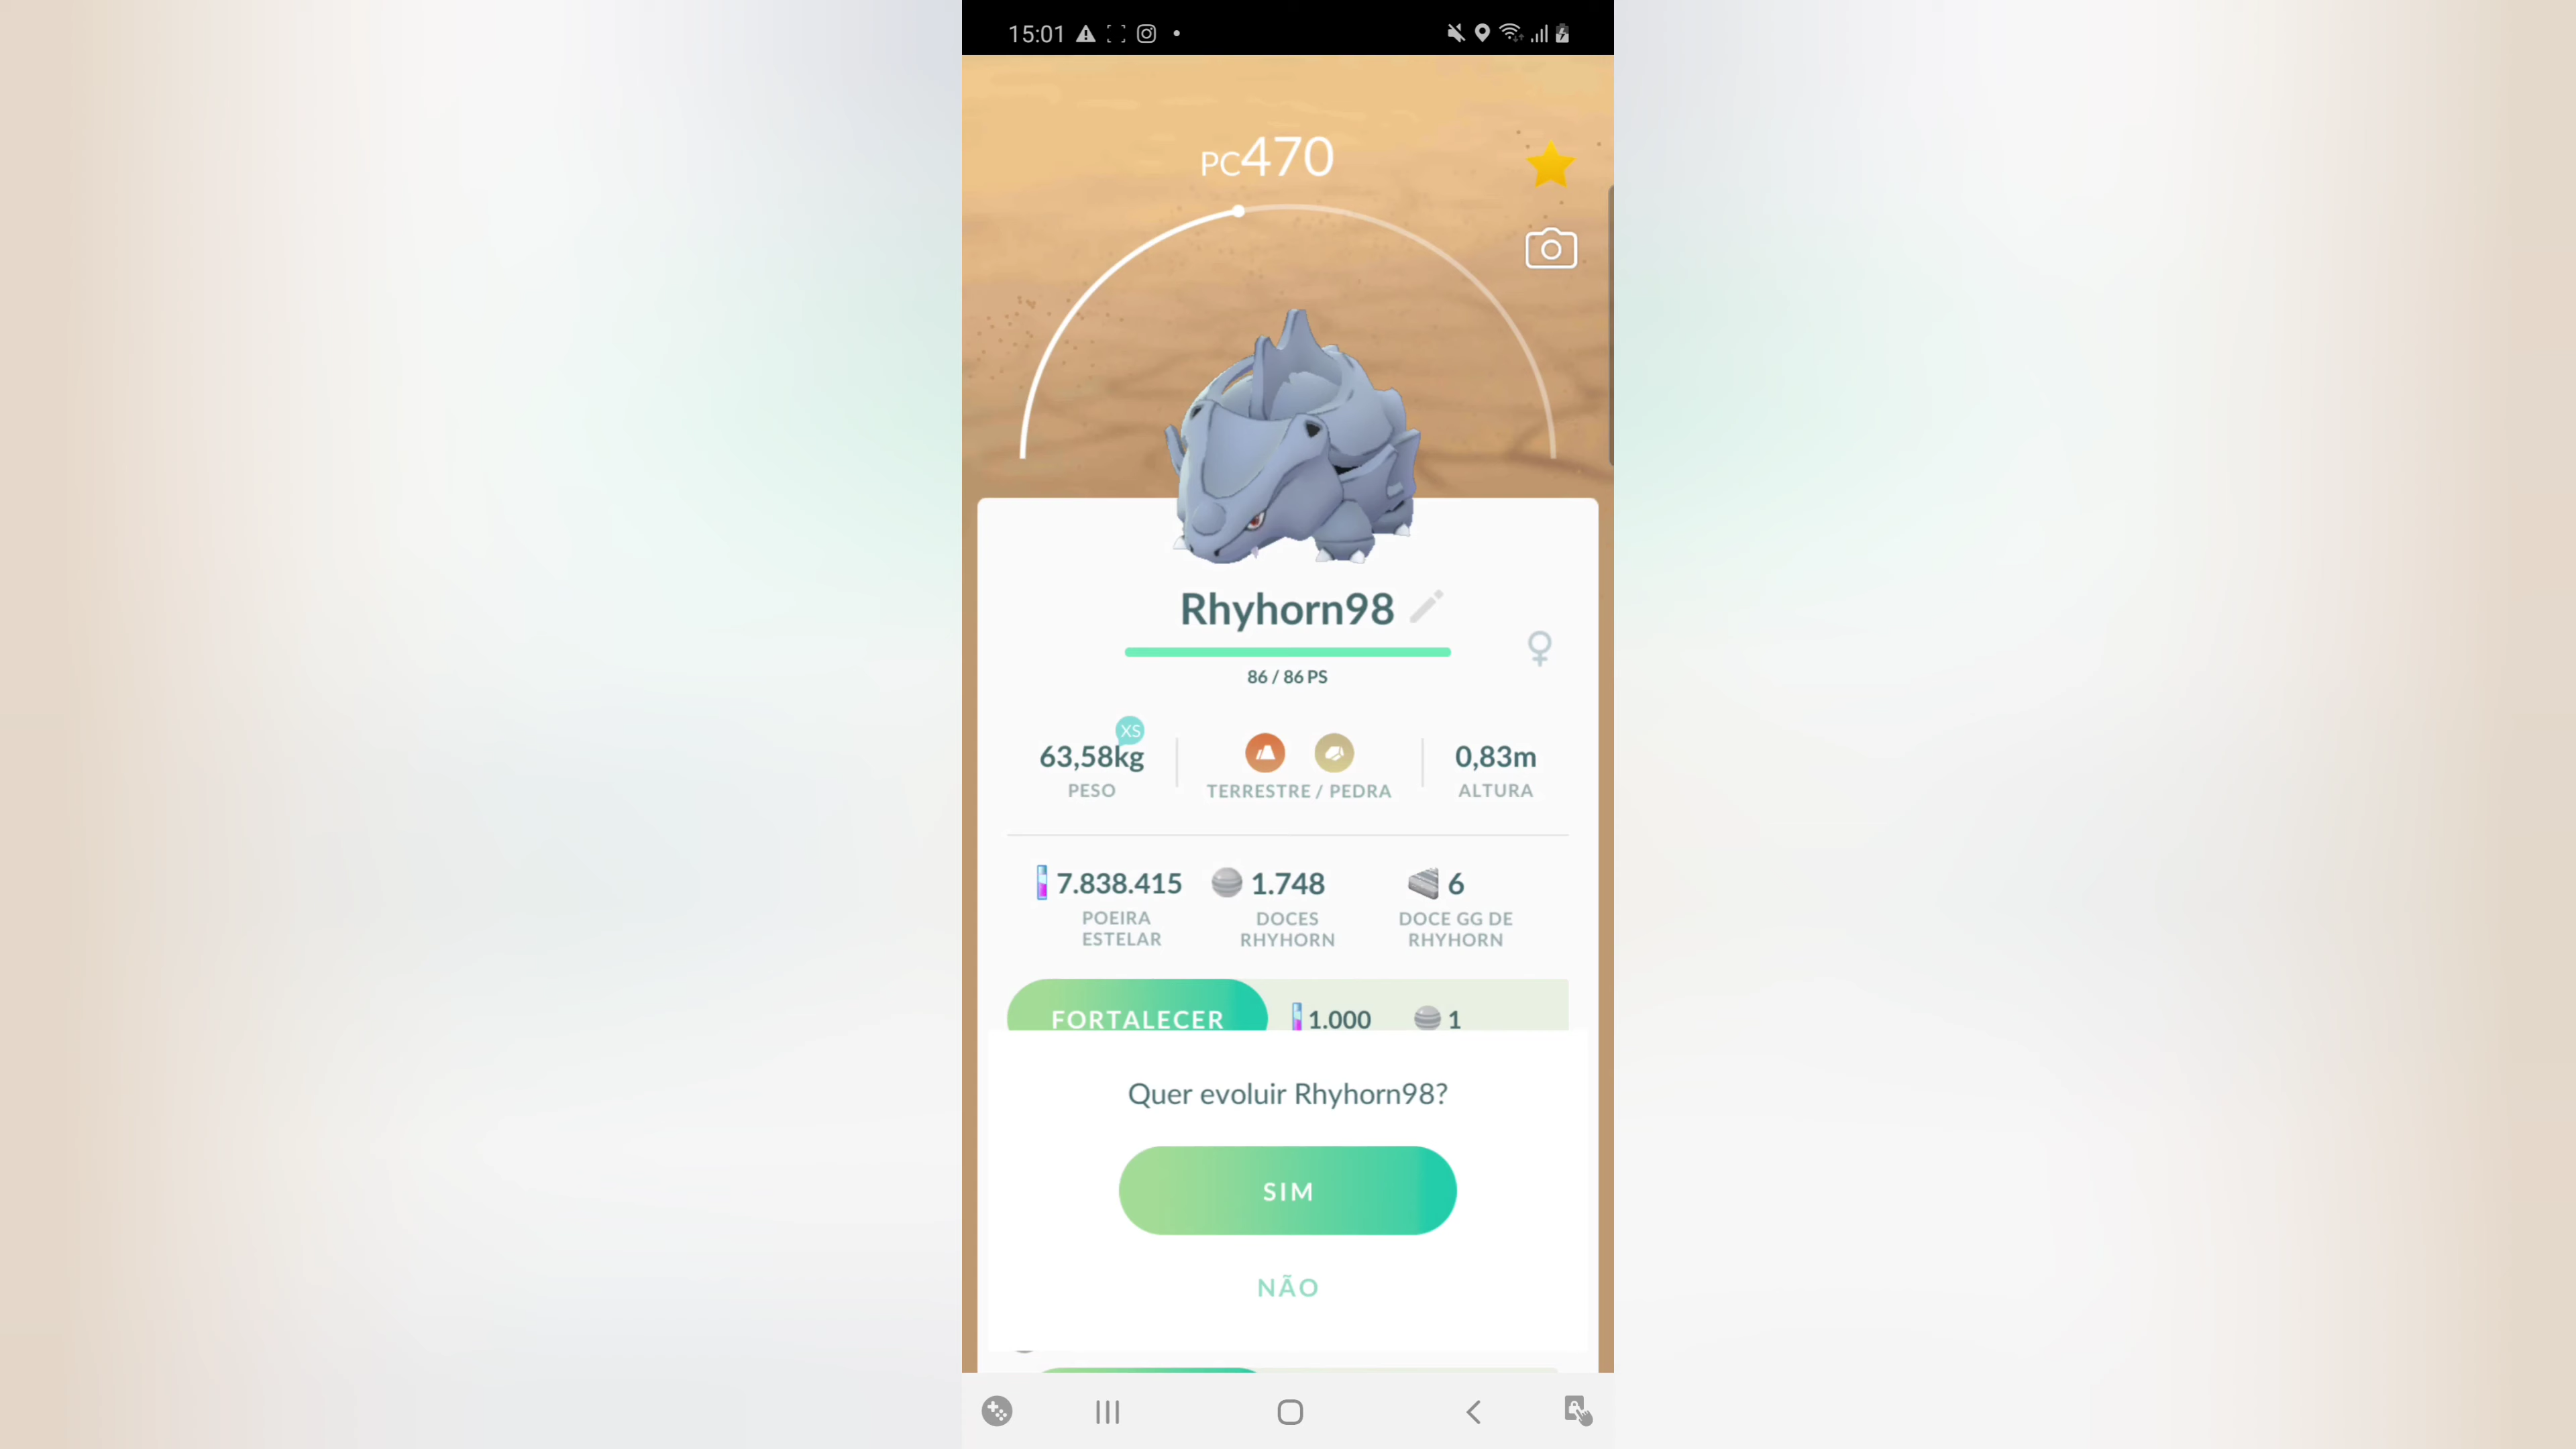 15:01
PC470
Rhyhorn98
86 / 86 PS
XS
63,58kg
PESO
TERRESTRE / PEDRA
0,83m
ALTURA
7.838.415
POEIRA
ESTELAR
1.748
DOCES
RHYHORN
6
DOCE GG DE
RHYHORN
FORTALECER 1.000 1
Quer evoluir Rhyhorn98?
SIM
NÃO